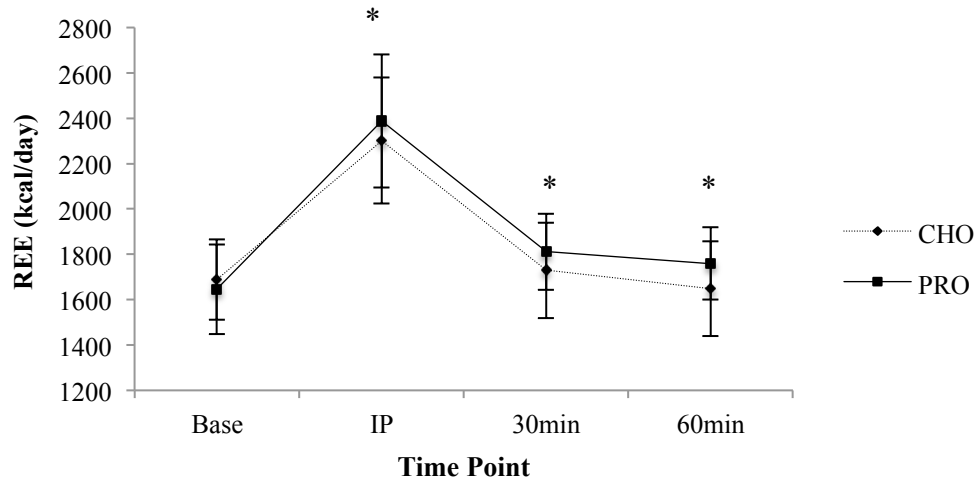 *
2800
2600
2400
2200
2000
1800
1600
1400
1200
REE (kcal/day)
* *
CHO
PRO
Base IP 30min 60min
Time Point